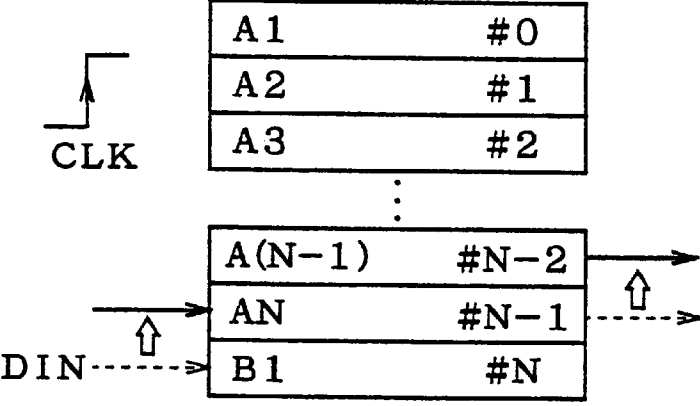 A1 #0
A2 #1
CLK
A3 #2
A(N-1) #N-2
AN #N-1
DIN
B1 #N